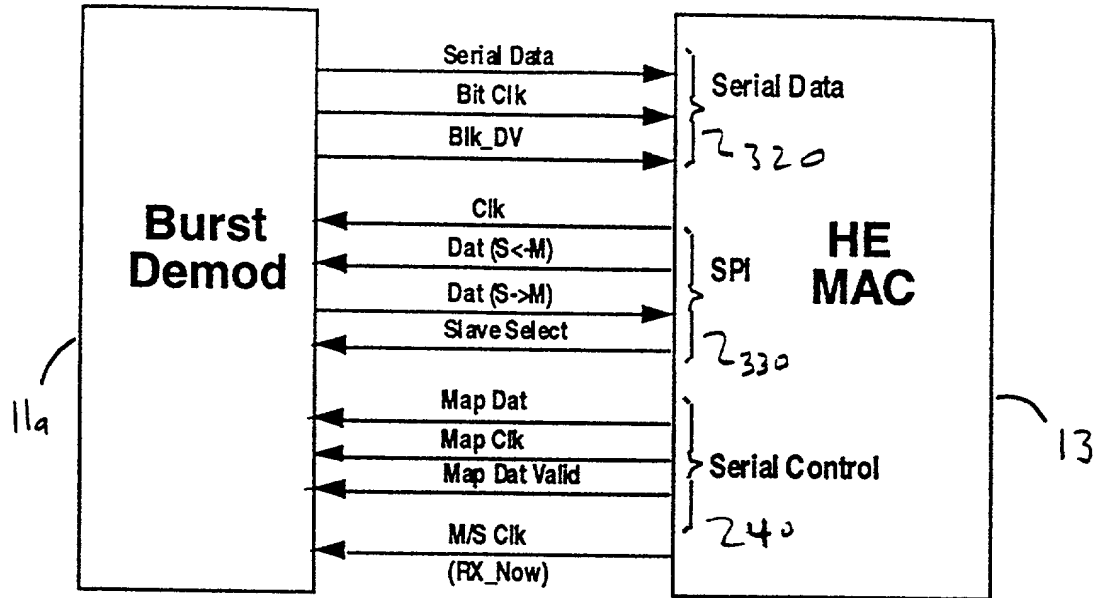 Serial Data
Bit Clk
Blk_DV
Clk
Dat (S<-M)
Dat (S->M)
Slave Select
Map Dat
Map Clk
Map Dat Valid
M/S Clk
(RX_Now)
Burst
Demod
11a
HE
MAC
13
Serial Data
320
SPI
330
Serial Control
240